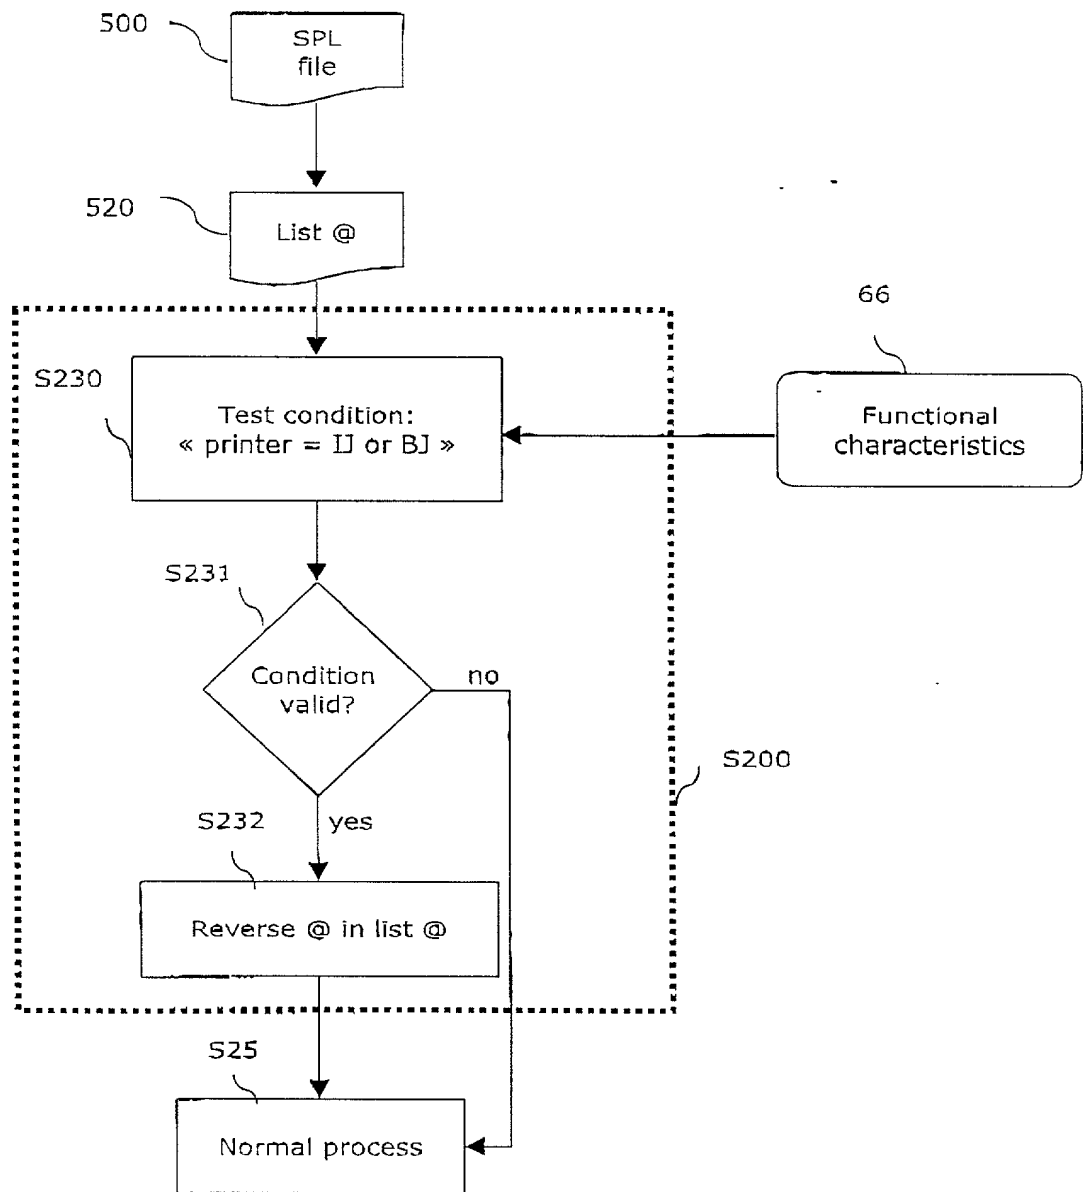 500
SPL
file
520
List @
66
S230
Test condition:
« printer = IJ or BJ »
Functional
characteristics
S231
Condition
valid?
no
S200
S232
yes
Reverse @ in list @
S25
Normal process